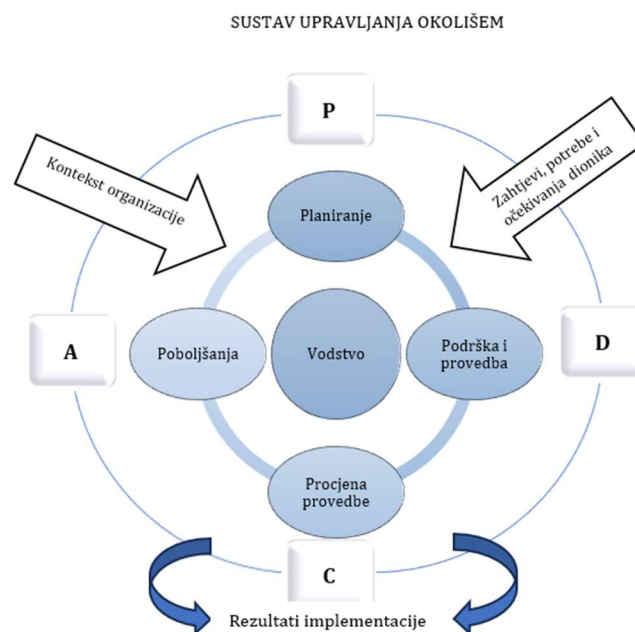 SUSTAV UPRAVLJANJA OKOLIŠEM
P
Kontekst organizacije
Zahtjevi, potrebe i
očekivanja dionika
Planiranje
A
Poboljšanja
Vodstvo
Podrška i
provedba
D
Procjena
provedbe
C
Rezultati implementacije